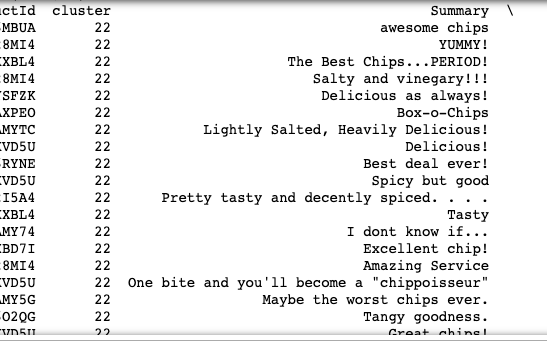 ctId cluster Summary \
MBUA 22 awesome chips
8MI4 22 YUMMY!
XBL4 22 The Best Chips...PERIOD!
8MI4 22 Salty and vinegary!!!
SFZK 22 Delicious as always!
XPEO 22 Box-o-Chips
MYTC 22 Lightly Salted, Heavily Delicious!
VD5U 22 Delicious!
RYNE 22 Best deal ever!
VD5U 22 Spicy but good
I5A4 22 Pretty tasty and decently spiced. . . .
XBL4 22 Tasty
MY74 22 I dont know if...
BD7I 22 Excellent chip!
8MI4 22 Amazing Service
VD5U 22 One bite and you'll become a "chippoisseur"
MY5G 22 Maybe the worst chips ever.
O2QG 22 Tangy goodness.
VD5U 22 Great chips!